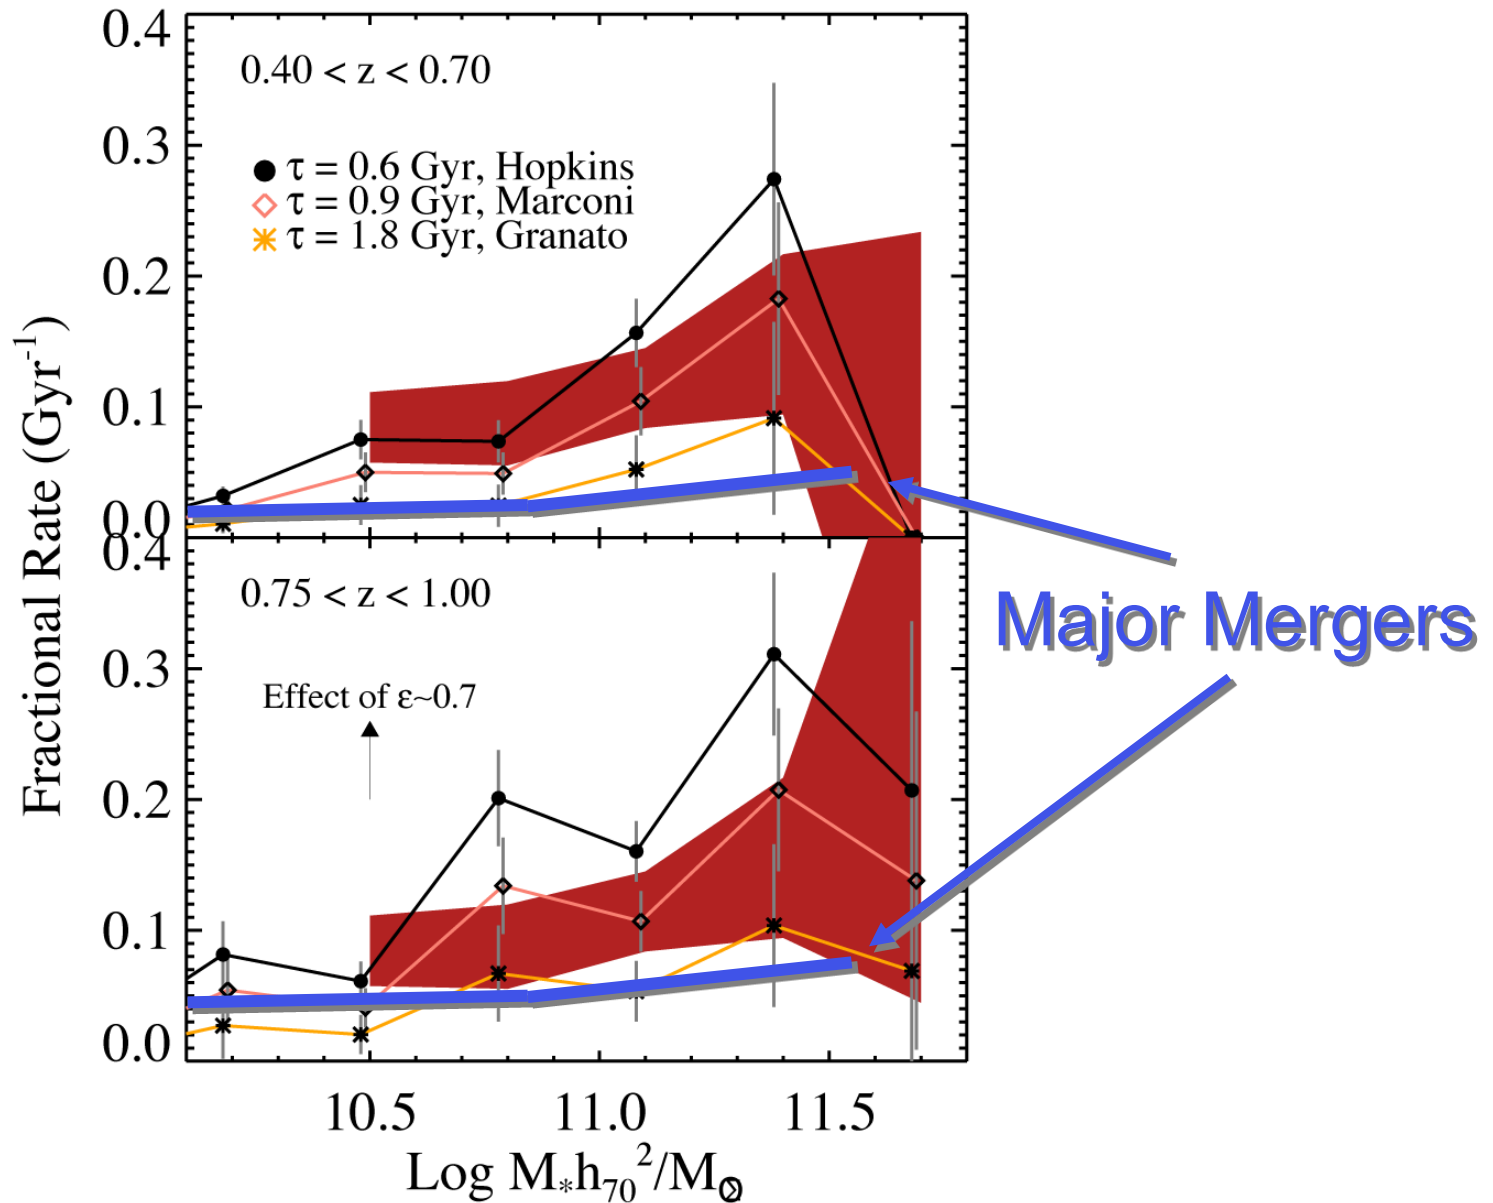 0.4
0.40 < z < 0.70
0.3
τ = 0.6 Gyr, Hopkins
τ = 0.9 Gyr, Marconi
τ = 1.8 Gyr, Granato
0.2
0.1
0.0
Fractional Rate (Gyr⁻¹)
0.4
0.75 < z < 1.00
Major Mergers
0.3
Effect of ε~0.7
0.2
0.1
0.0
10.5 11.0 11.5
Log M*h₇₀²/M☉